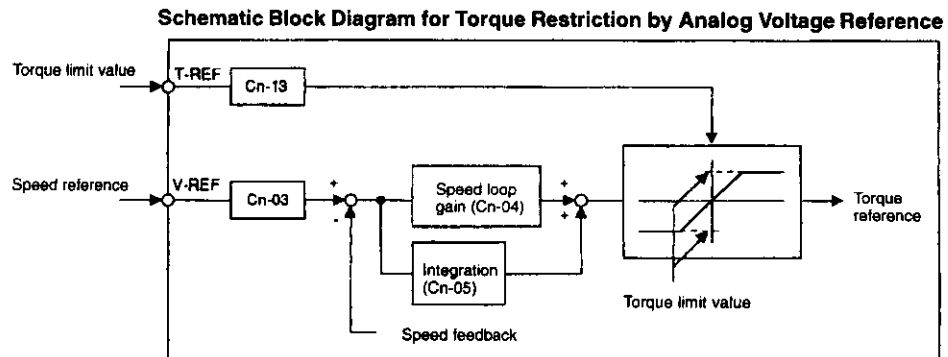 Schematic Block Diagram for Torque Restriction by Analog Voltage Reference
Torque limit value
T-REF
Cn-13
Speed reference
V-REF
Cn-03
+
-
Speed loop
gain (Cn-04)
+
+
Integration
(Cn-05)
Torque
reference
Torque limit value
Speed feedback